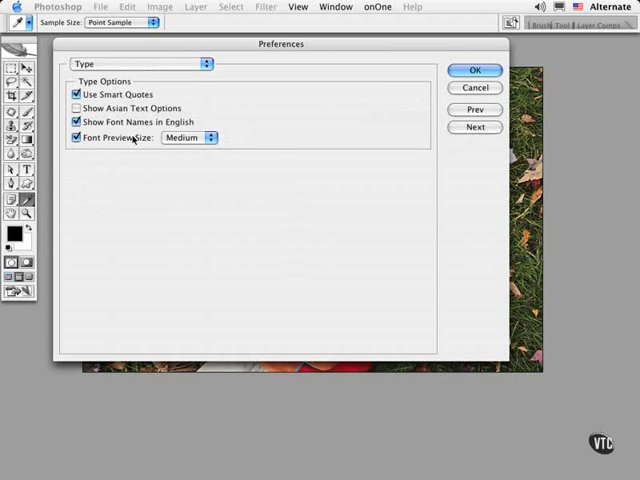 Photoshop File Edit Image Layer Select Filter View Window onOne Help Alternate
Sample Size: Point Sample Brush Tool Layer Comps
Preferences
Type
Type Options
Use Smart Quotes
Show Asian Text Options
Show Font Names in English
Font Preview Size: Medium
OK
Cancel
Prev
Next
VTC